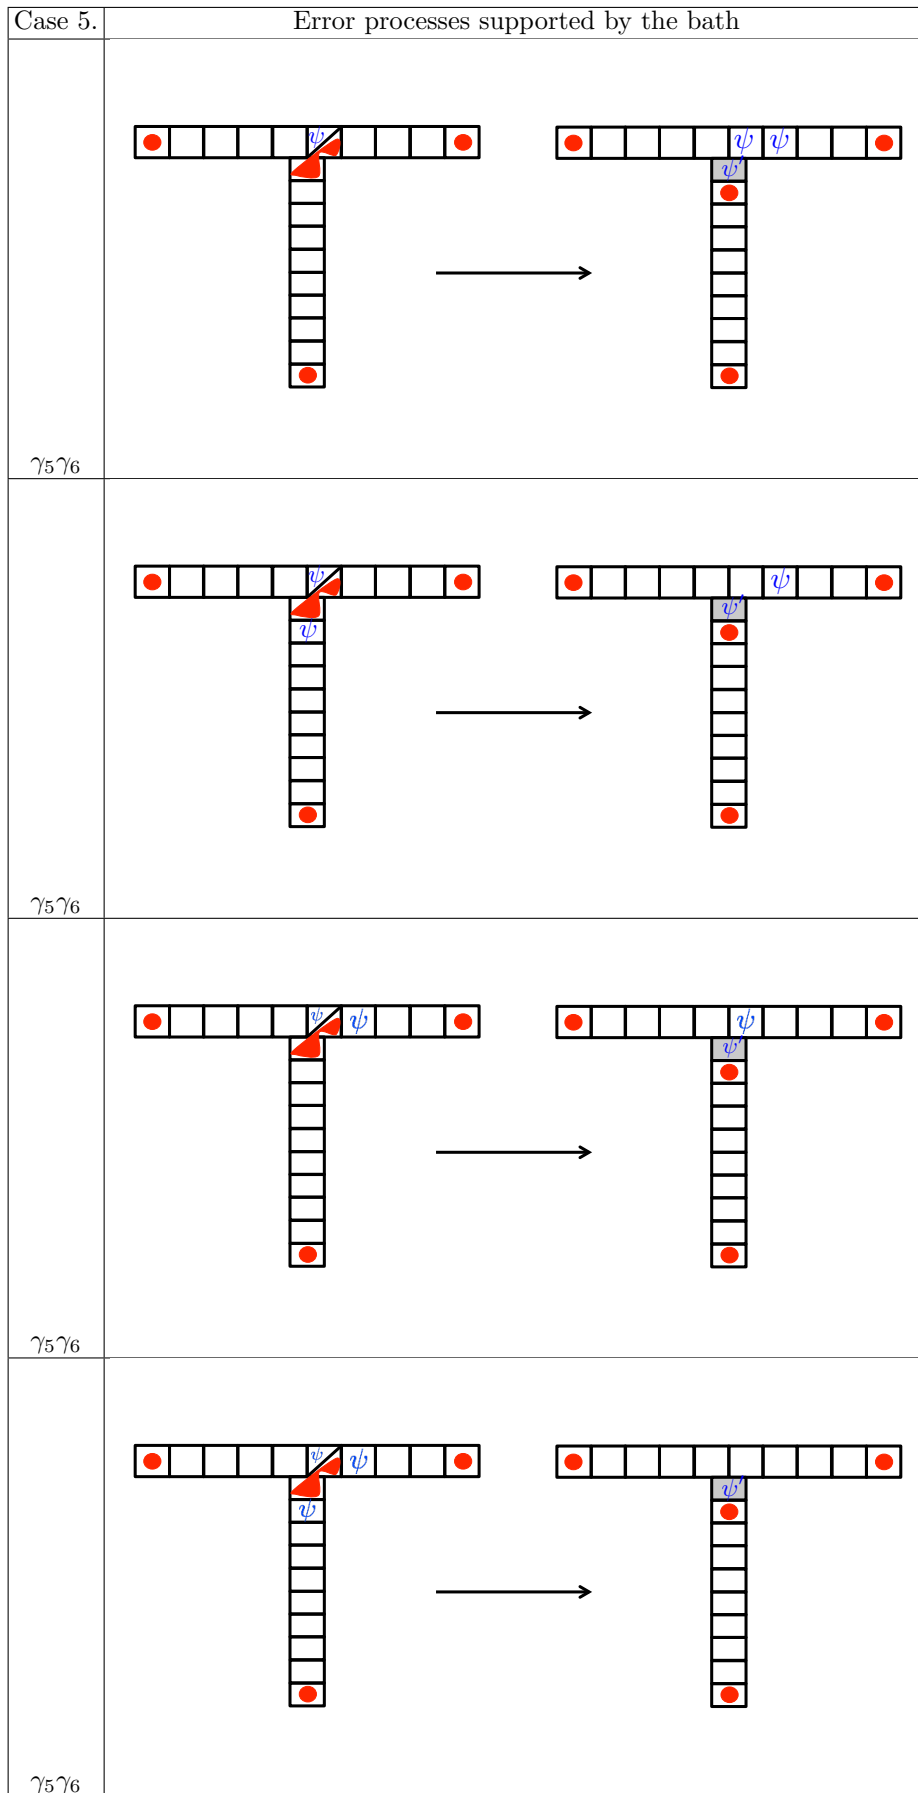 Case 5. Error processes supported by the bath
ψ ψ ψ
ψ′
γ₅γ₆
ψ ψ
ψ ψ′
γ₅γ₆
ψ ψ ψ
ψ′
γ₅γ₆
ψ ψ
ψ ψ′
γ₅γ₆